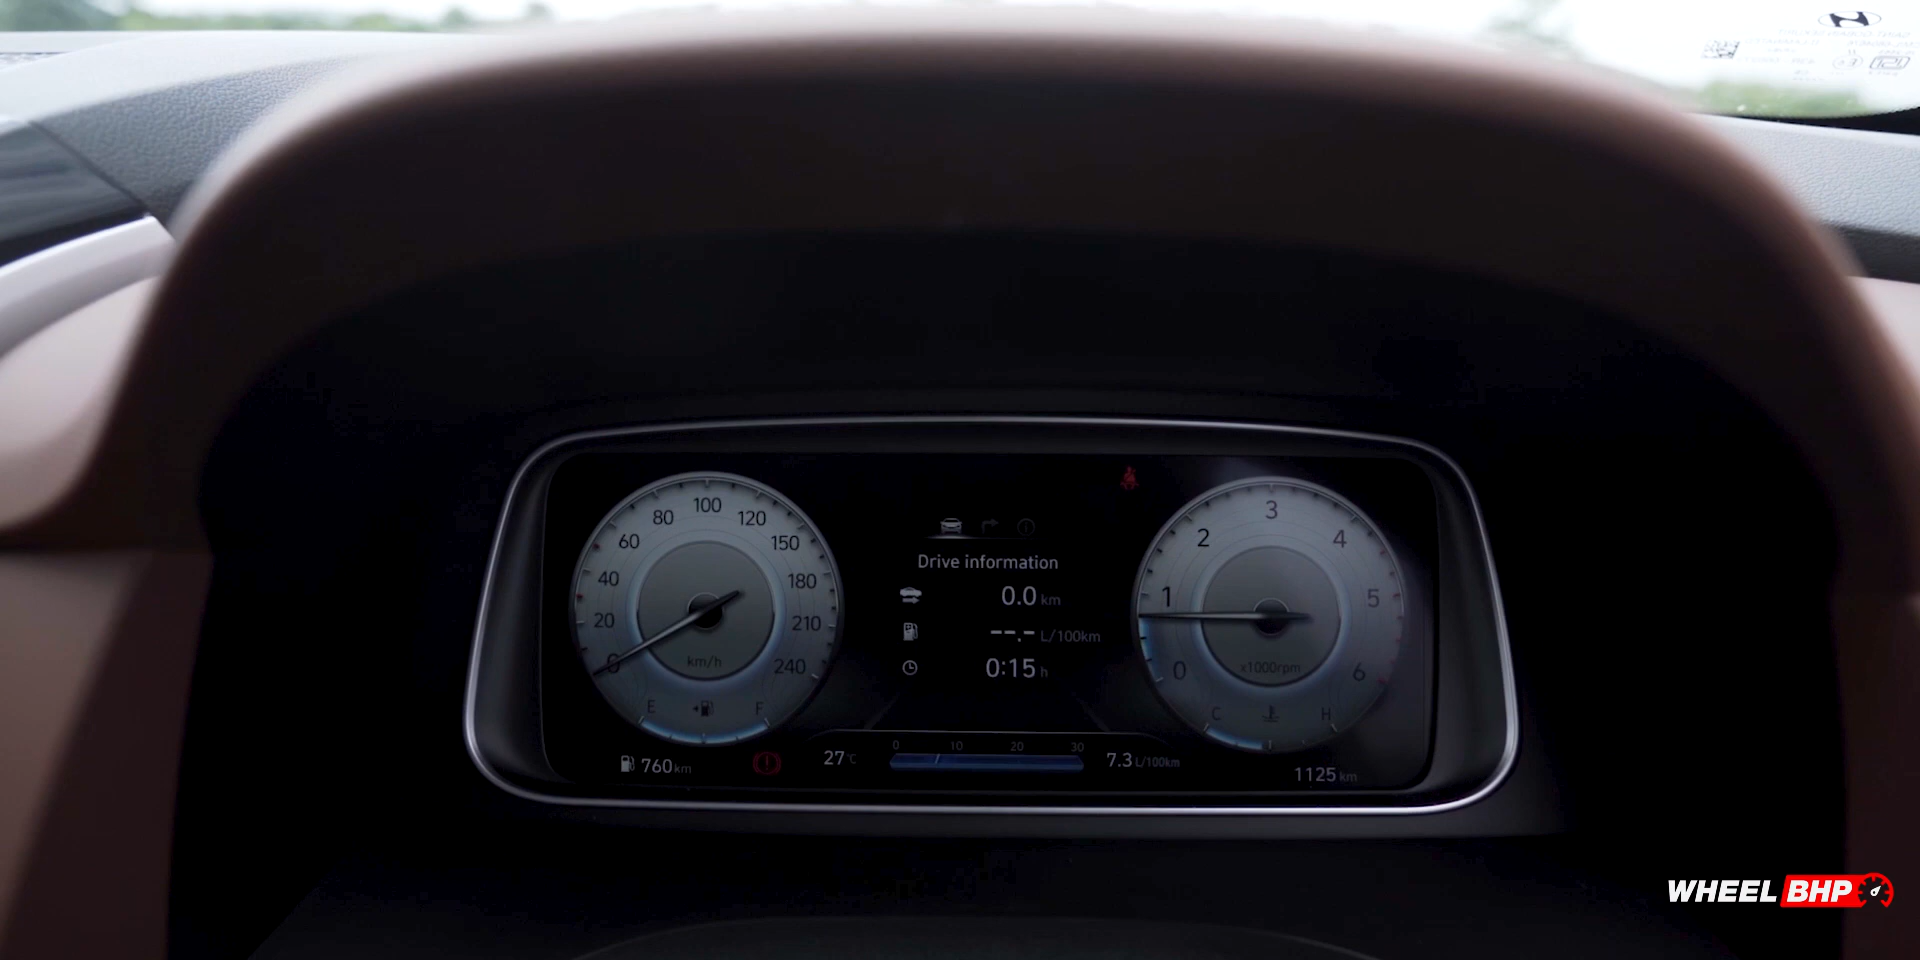 100
80
120
60
150
40
180
20
210
0
240
km/h
E
F
760 km
Drive information
0.0 km
--.- L/100km
0:15 h
27°C
0 10 20 30
7.3 L/100km
3
2
4
1
5
0
6
x1000rpm
C
H
1125 km
WHEEL BHP